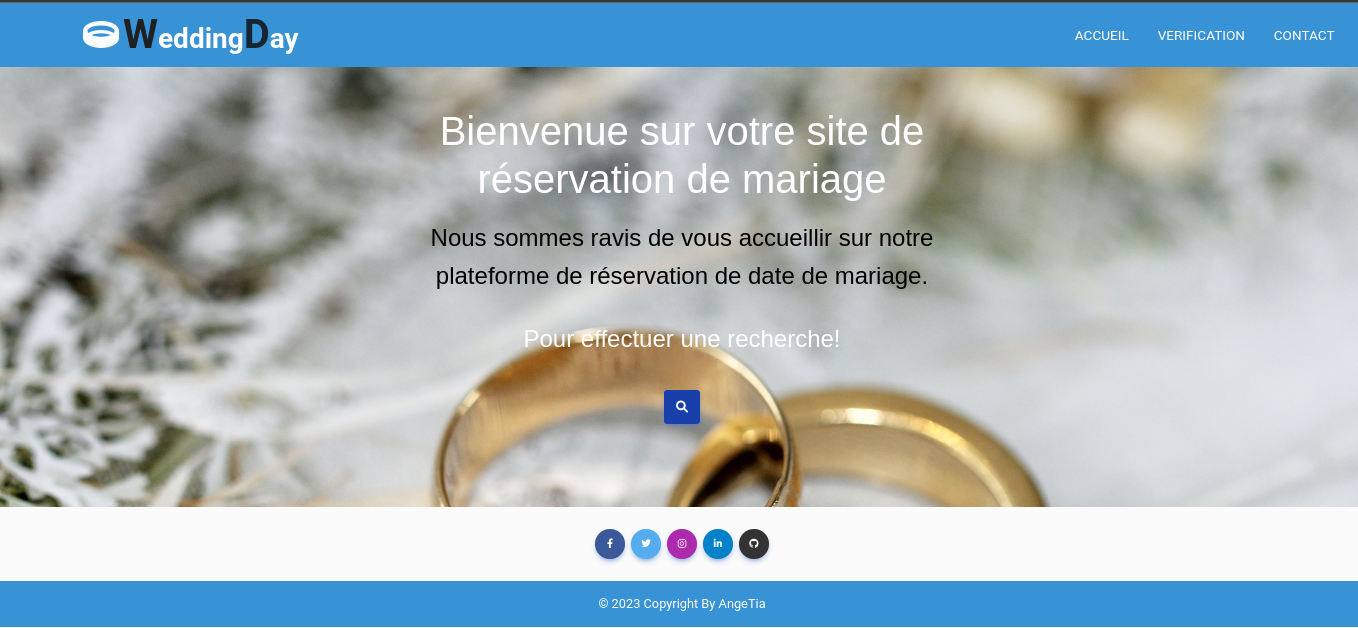 WeddingDay
ACCUEIL VERIFICATION CONTACT
Bienvenue sur votre site de
réservation de mariage
Nous sommes ravis de vous accueillir sur notre
plateforme de réservation de date de mariage.
Pour effectuer une recherche!
© 2023 Copyright By AngeTia